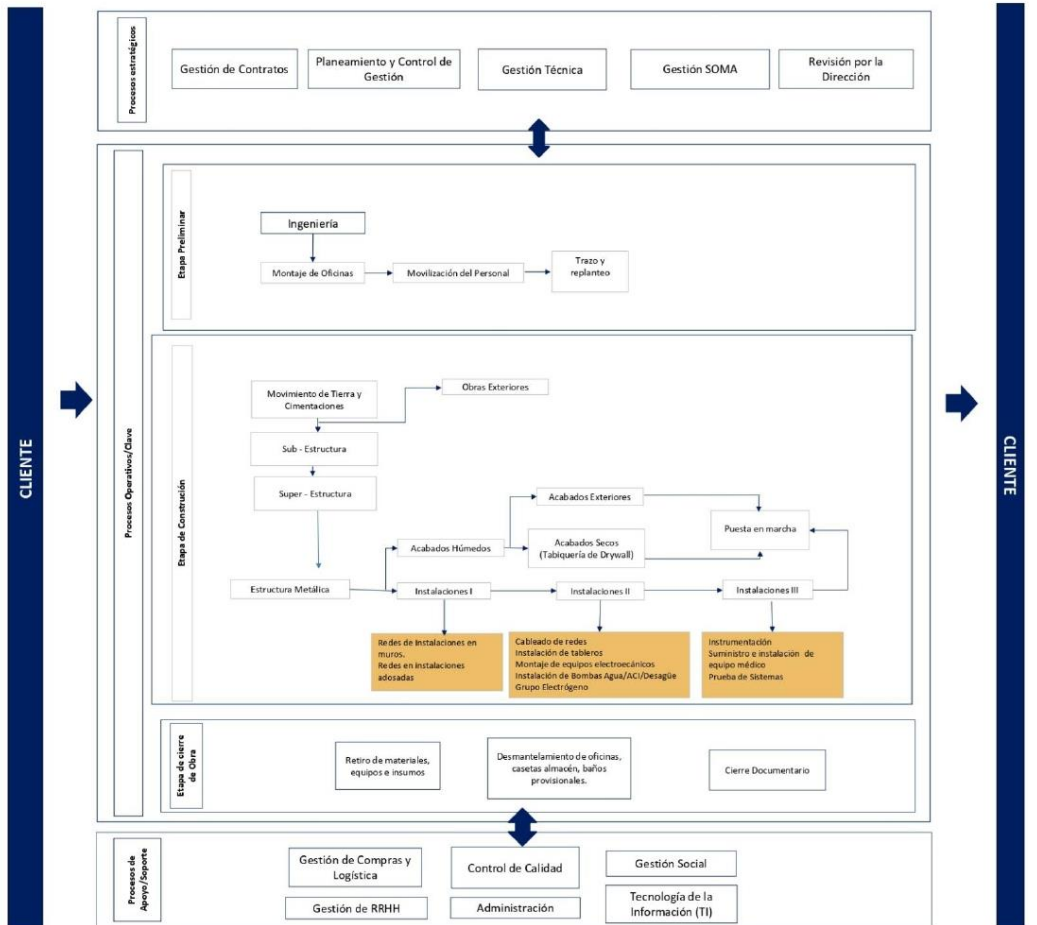 CLIENTE
Procesos estratégicos
Gestión de Contratos
Planeamiento y Control de
Gestión
Gestión Técnica
Gestión SOMA
Revisión por la
Dirección
Procesos Operativos/Clave
Etapa Preliminar
Ingeniería
Montaje de Oficinas
Movilización del Personal
Trazo y
replanteo
Etapa de Construción
Movimiento de Tierra y
Cimentaciones
Obras Exteriores
Sub - Estructura
Super - Estructura
Acabados Exteriores
Puesta en marcha
Acabados Húmedos
Acabados Secos
(Tabiquería de Drywall)
Estructura Metálica
Instalaciones I
Instalaciones II
Instalaciones III
Redes de Instalaciones en
muros.
Redes en instalaciones
adosadas
Cableado de redes
Instalación de tableros
Montaje de equipos electroecánicos
Instalación de Bombas Agua/ACI/Desagüe
Grupo Electrógeno
Instrumentación
Suministro e instalación de
equipo médico
Prueba de Sistemas
Etapa de cierre
de Obra
Retiro de materiales,
equipos e insumos
Desmantelamiento de oficinas,
casetas almacén, baños
provisionales.
Cierre Documentario
Procesos de
Apoyo/Soporte
Gestión de Compras y
Logística
Control de Calidad
Gestión Social
Gestión de RRHH
Administración
Tecnología de la
Información (TI)
CLIENTE